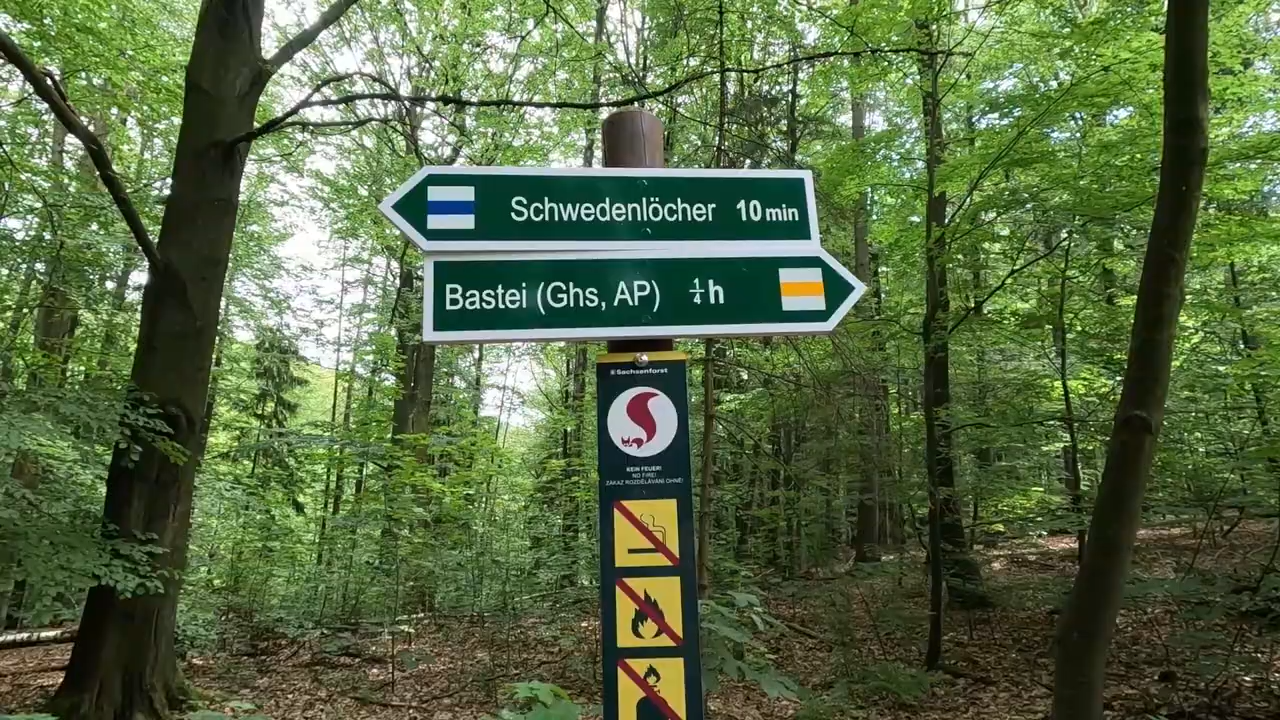 Schwedenlöcher 10 min
Bastei (Ghs, AP) ¼ h
Sachsenforst
KEIN FEUER!
NO FIRE!
ZÁKAZ ROZDĚLÁVÁNÍ OHNĚ!